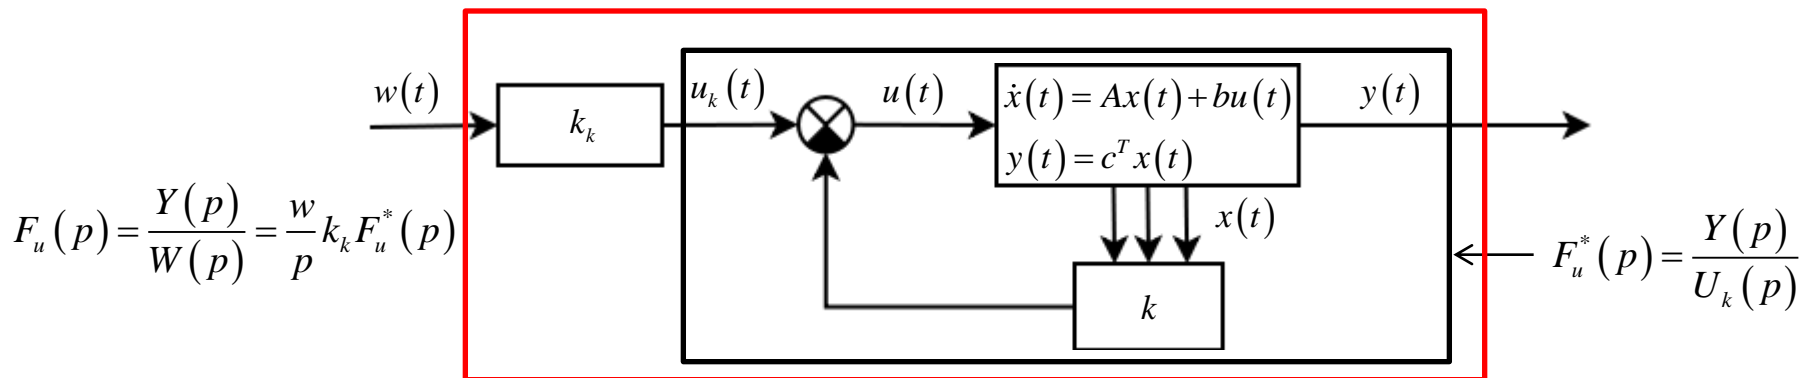 w(t)
k_k
u_k(t)
u(t)
ẋ(t) = Ax(t) + bu(t)
y(t) = c^T x(t)
y(t)
x(t)
k
F_u(p) = Y(p)/W(p) = w/p k_k F_u^*(p)
F_u^*(p) = Y(p)/U_k(p)